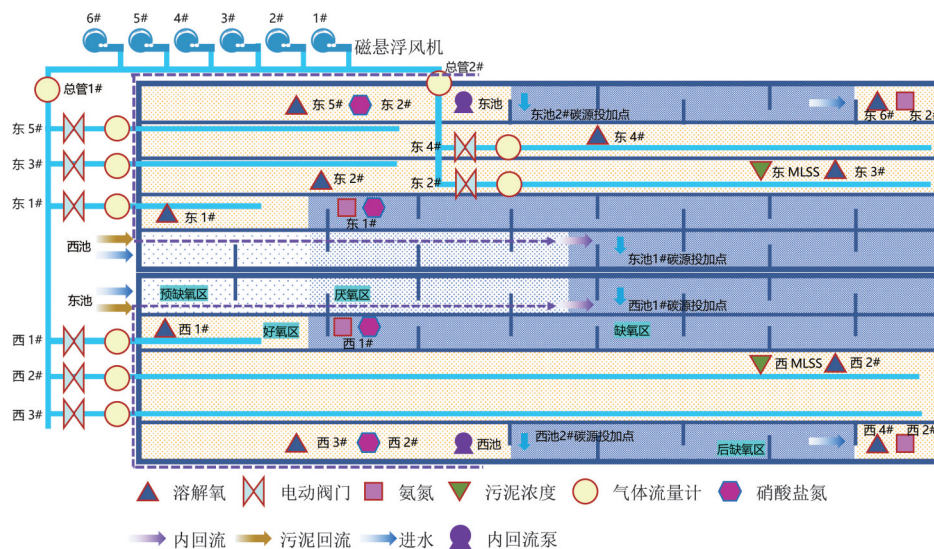 6# 5# 4# 3# 2# 1#
磁悬浮风机
总管1# 总管2#
东 5# 东 2# 东池 东 6# 东 2#
东池2#碳源投加点
东 5# 东 4# 东 4#
东 3# 东 2# 东 2# 东 MLSS 东 3#
东 1# 东 1# 东 1#
西池 东池1#碳源投加点
东池 预缺氧区 厌氧区 西池1#碳源投加点
西 1# 西 1# 好氧区 西 1# 缺氧区
西 2# 西 MLSS 西 2#
西 3#
西 3# 西 2# 西池 西池2#碳源投加点 后缺氧区 西 4# 西 2#
溶解氧 电动阀门 氨氮 污泥浓度 气体流量计 硝酸盐氮
内回流 污泥回流 进水 内回流泵